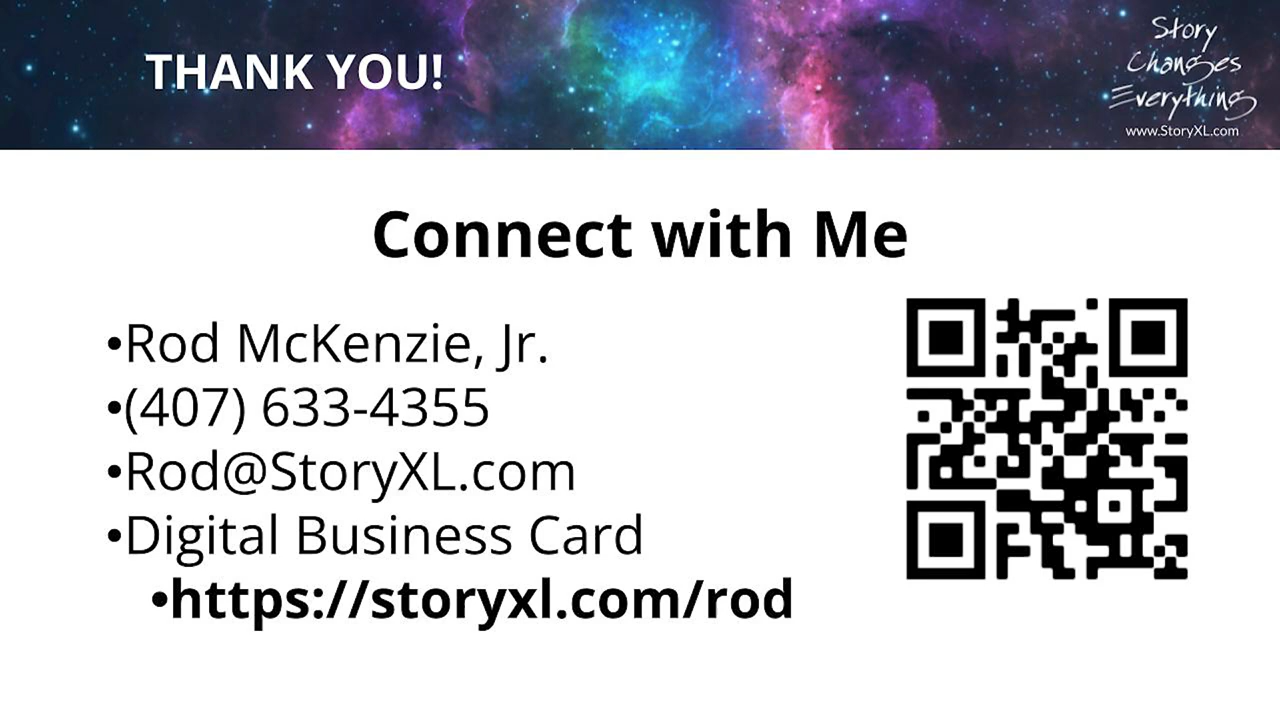 THANK YOU!
Story
Changes
Everything
www.StoryXL.com
Connect with Me
•Rod McKenzie, Jr.
•(407) 633-4355
•Rod@StoryXL.com
•Digital Business Card
•https://storyxl.com/rod